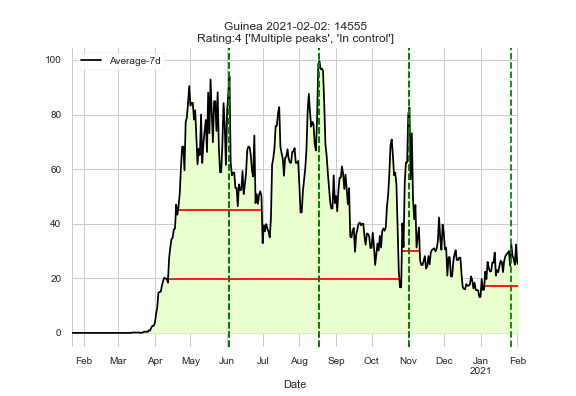 Guinea 2021-02-02: 14555
Rating:4 ['Multiple peaks', 'In control']
Average-7d
100
80
60
40
20
0
Feb Mar Apr May Jun Jul Aug Sep Oct Nov Dec Jan Feb
2021
Date